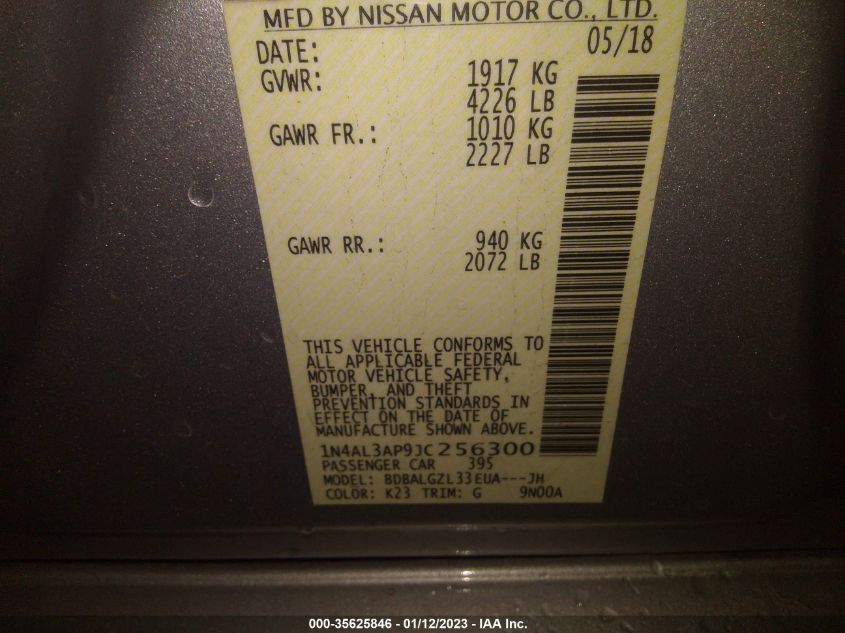 MFD BY NISSAN MOTOR CO., LTD.
DATE: 05/18
GVWR: 1917 KG
4226 LB
GAWR FR.: 1010 KG
2227 LB
GAWR RR.: 940 KG
2072 LB
THIS VEHICLE CONFORMS TO
ALL APPLICABLE FEDERAL
MOTOR VEHICLE SAFETY,
BUMPER, AND THEFT
PREVENTION STANDARDS IN
EFFECT ON THE DATE OF
MANUFACTURE SHOWN ABOVE.
1N4AL3AP9JC256300
PASSENGER CAR 395
MODEL: BDBALGZL33EUA---JH
COLOR: K23 TRIM: G 9N00A
000-35625846 - 01/12/2023 - IAA Inc.